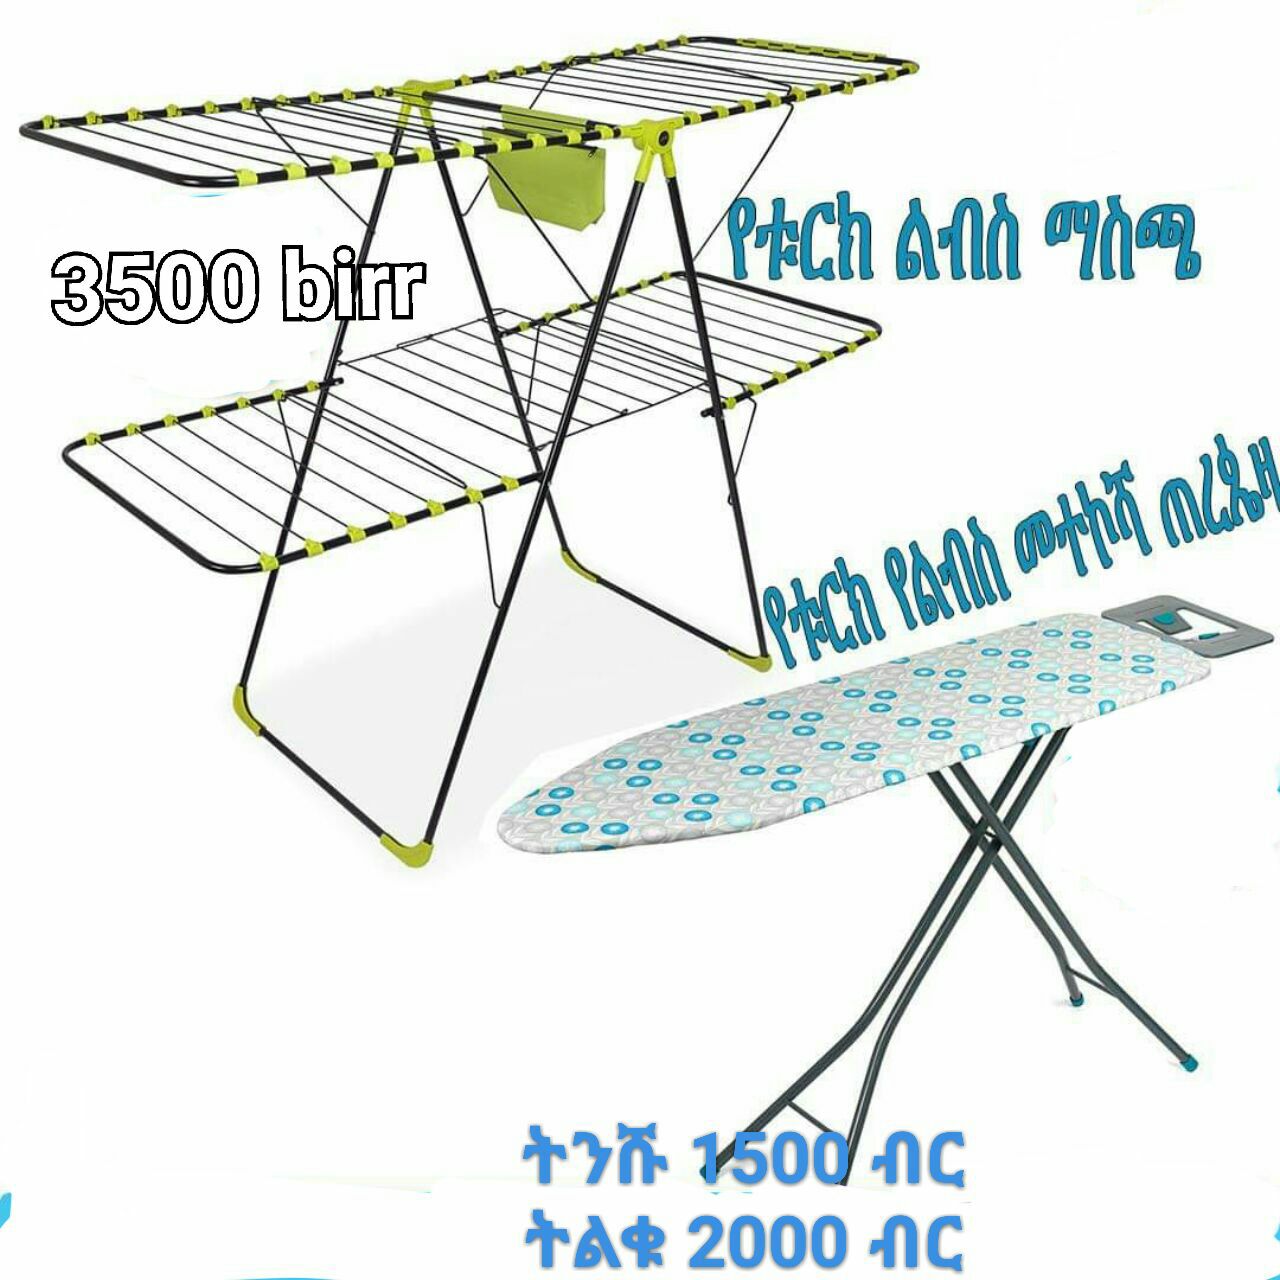 የቱርክ ልብስ ማስጫ
3500 birr
የቱርክ የልብስ መተኮሻ ጠረጴዛ
ትንሹ 1500 ብር
ትልቁ 2000 ብር